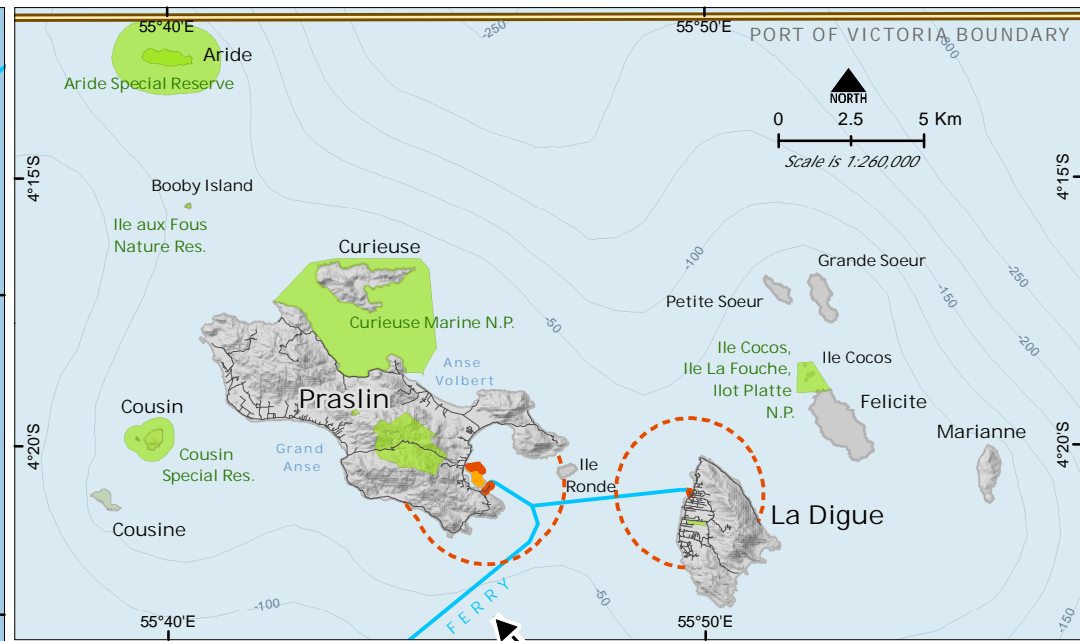 55°40'E
55°50'E
-250
PORT OF VICTORIA BOUNDARY
-300
Aride
Aride Special Reserve
NORTH
0 2.5 5 Km
Scale is 1:260,000
4°15'S
4°15'S
Booby Island
Ile aux Fous
Nature Res.
Curieuse
-100
Grande Soeur
-250
Petite Soeur
-150
Curieuse Marine N.P.
-50
-200
Ile Cocos,
Ile La Fouche,
Ilot Platte
N.P.
Ile Cocos
Anse
Volbert
Praslin
Felicite
Cousin
Marianne
4°20'S
4°20'S
Grand
Anse
Cousin
Special Res.
Ile
Ronde
La Digue
Cousine
FERRY
-100
-50
-150
55°40'E
55°50'E